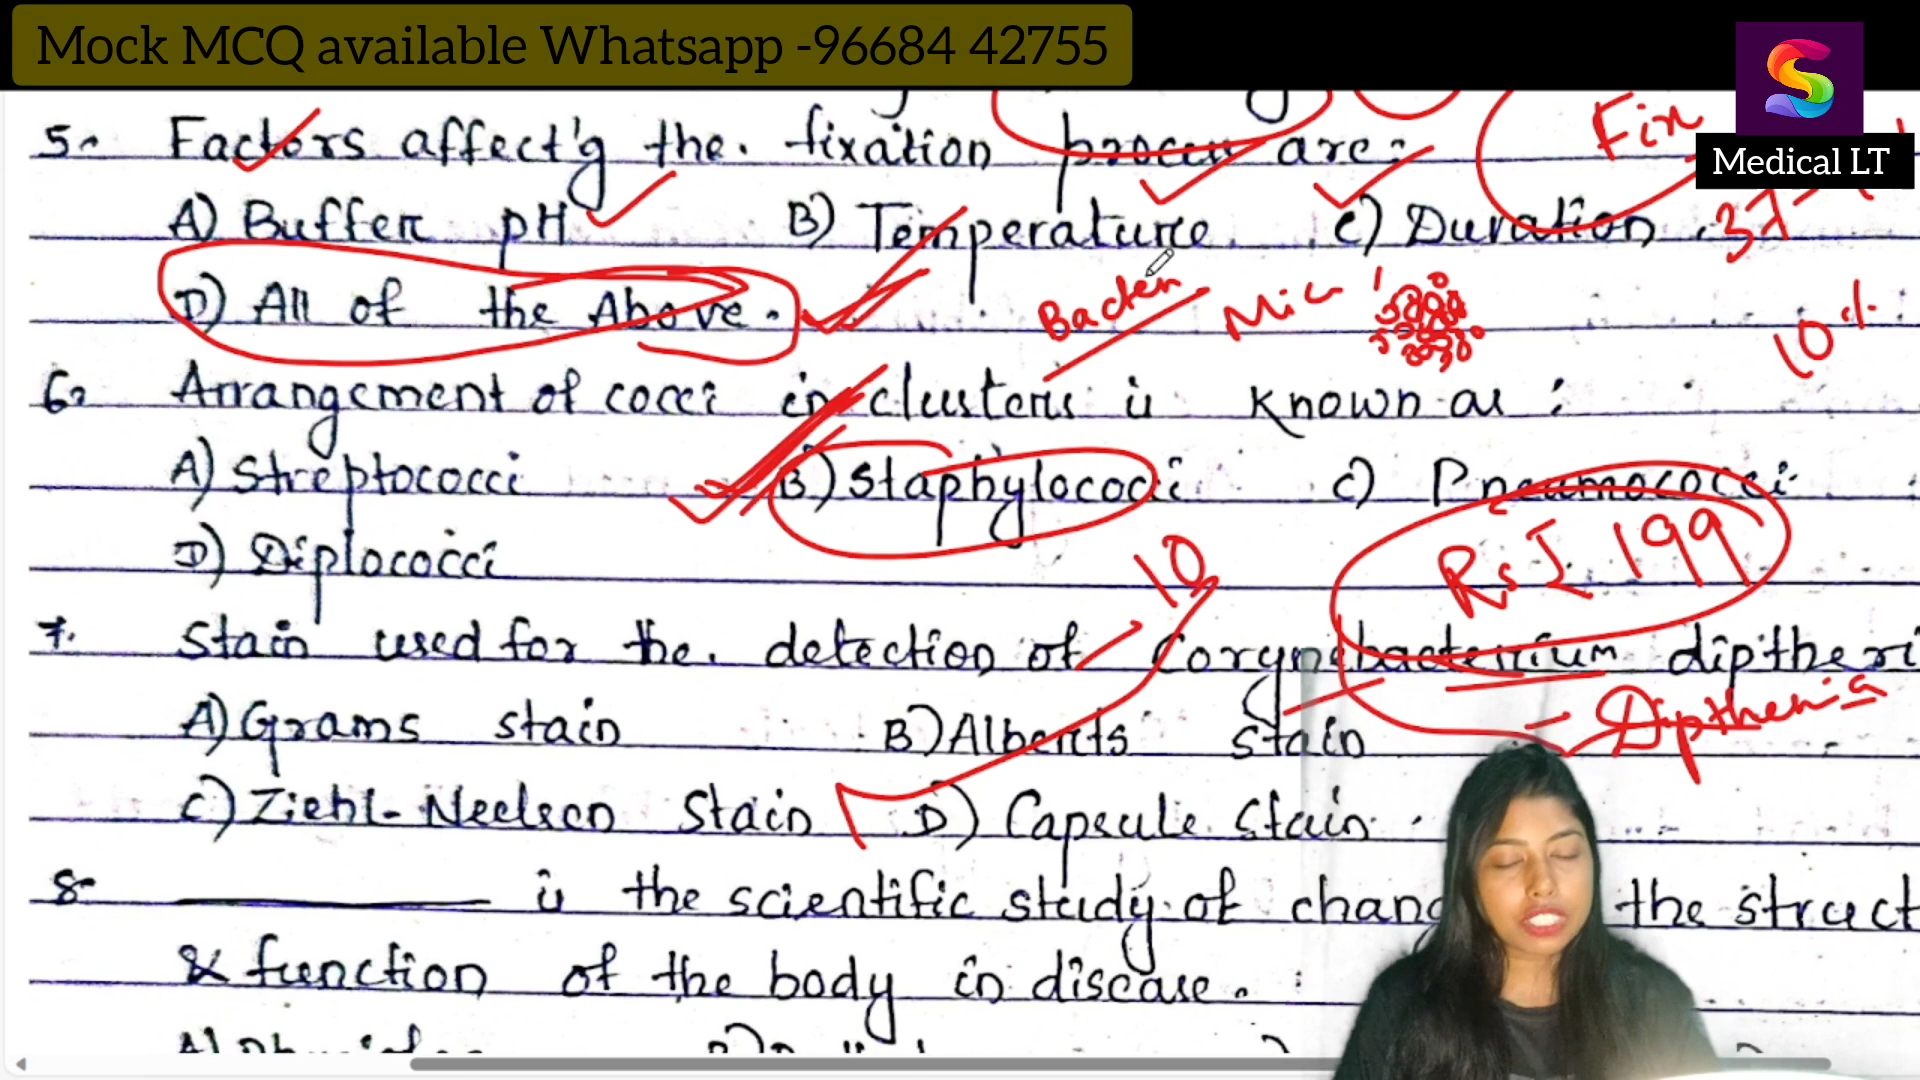 Mock MCQ available Whatsapp -96684 42755
Medical LT
5. Factors affect'g the fixation process are:
Fix
A) Buffer pH B) Temperature C) Duration
37-
D) All of the Above.
Bacteri Micro
10%
6. Arrangement of cocci in clusters is known as :
A) Streptococci B) Staphylococci C) Pneumococci
D) Diplococci
10
199
7. Stain used for the detection of Corynebacterium diptheri
Diptheria
A) Grams stain B) Alberts stain
C) Ziehl-Neelsen Stain D) Capsule Stain.
8. is the scientific study of chang the struct
& function of the body in disease.